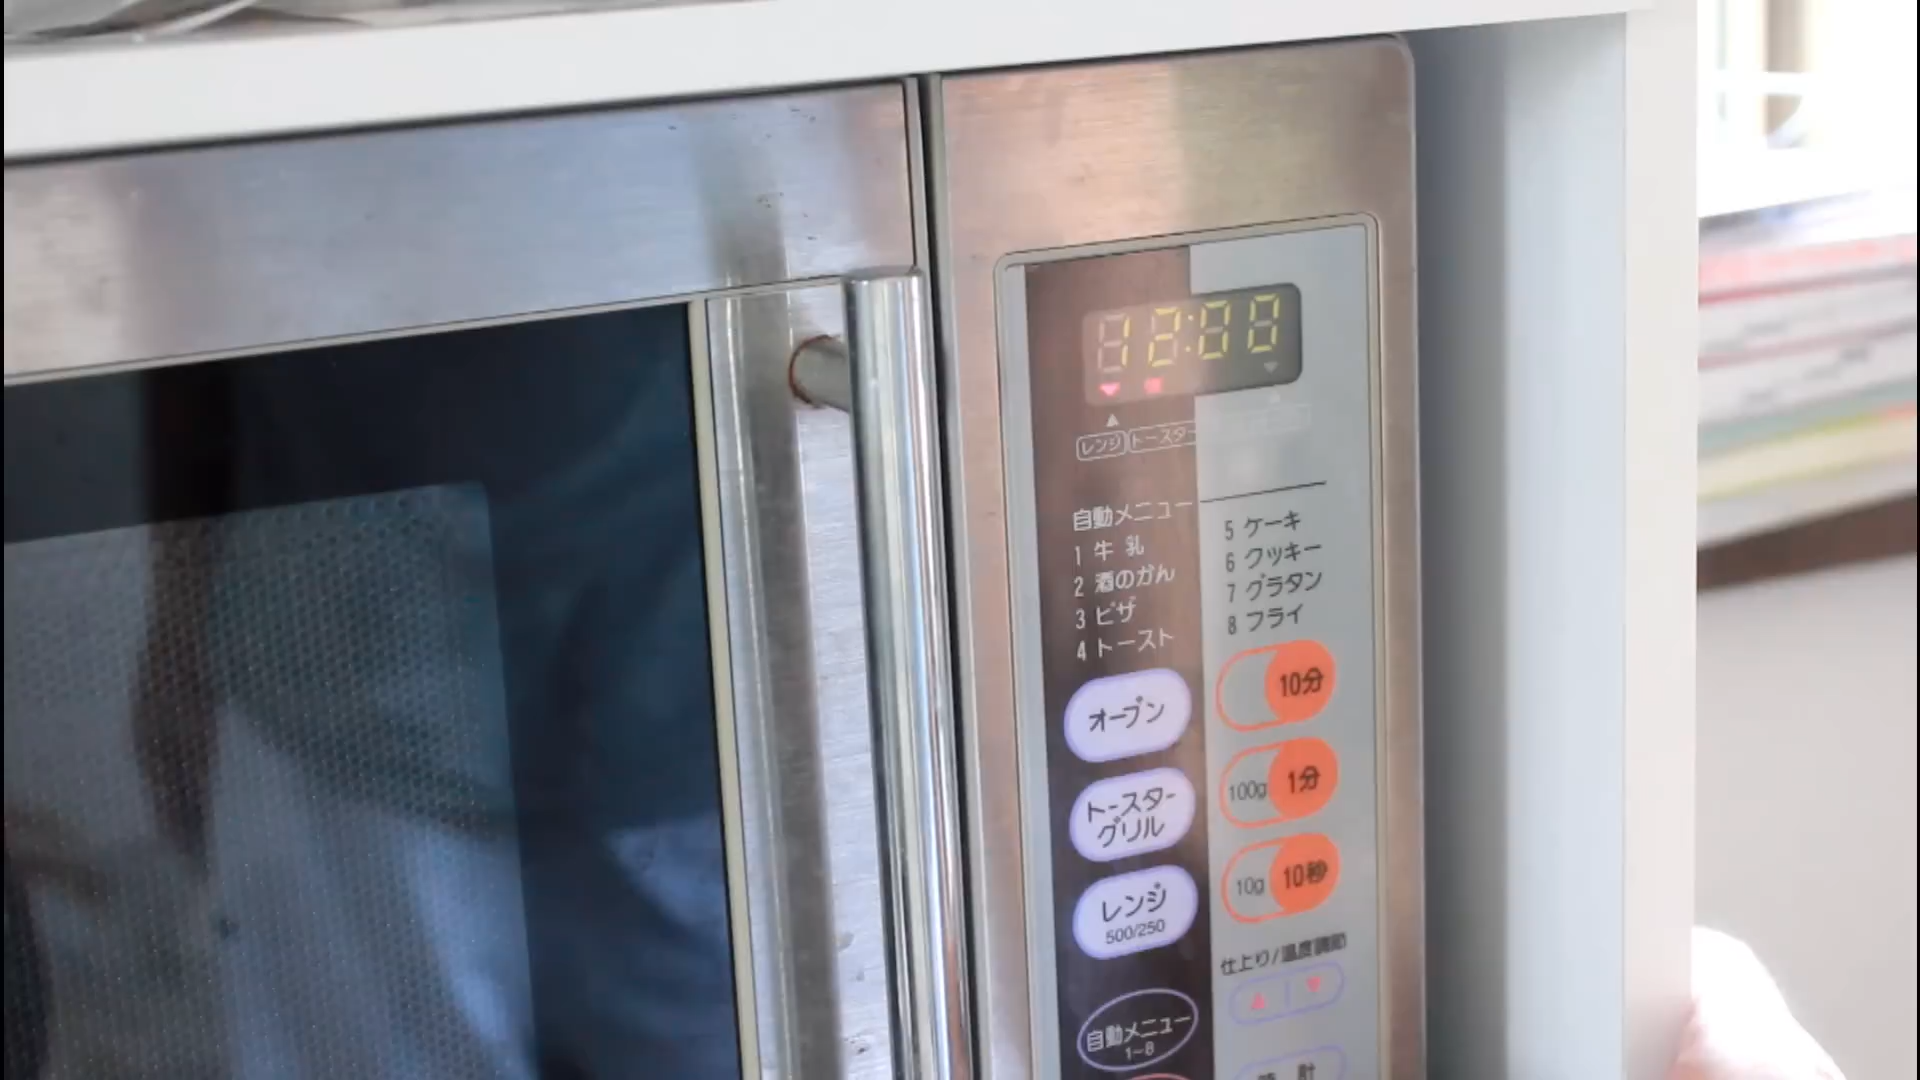 12:00
レンジ トースター
自動メニュー
1 牛乳
2 酒のかん
3 ピザ
4 トースト
5 ケーキ
6 クッキー
7 グラタン
8 フライ
オーブン
10分
トースター
グリル
100g 1分
レンジ
500/250
10g 10秒
仕上り/温度調節
▲ ▼
自動メニュー
1-8
時計